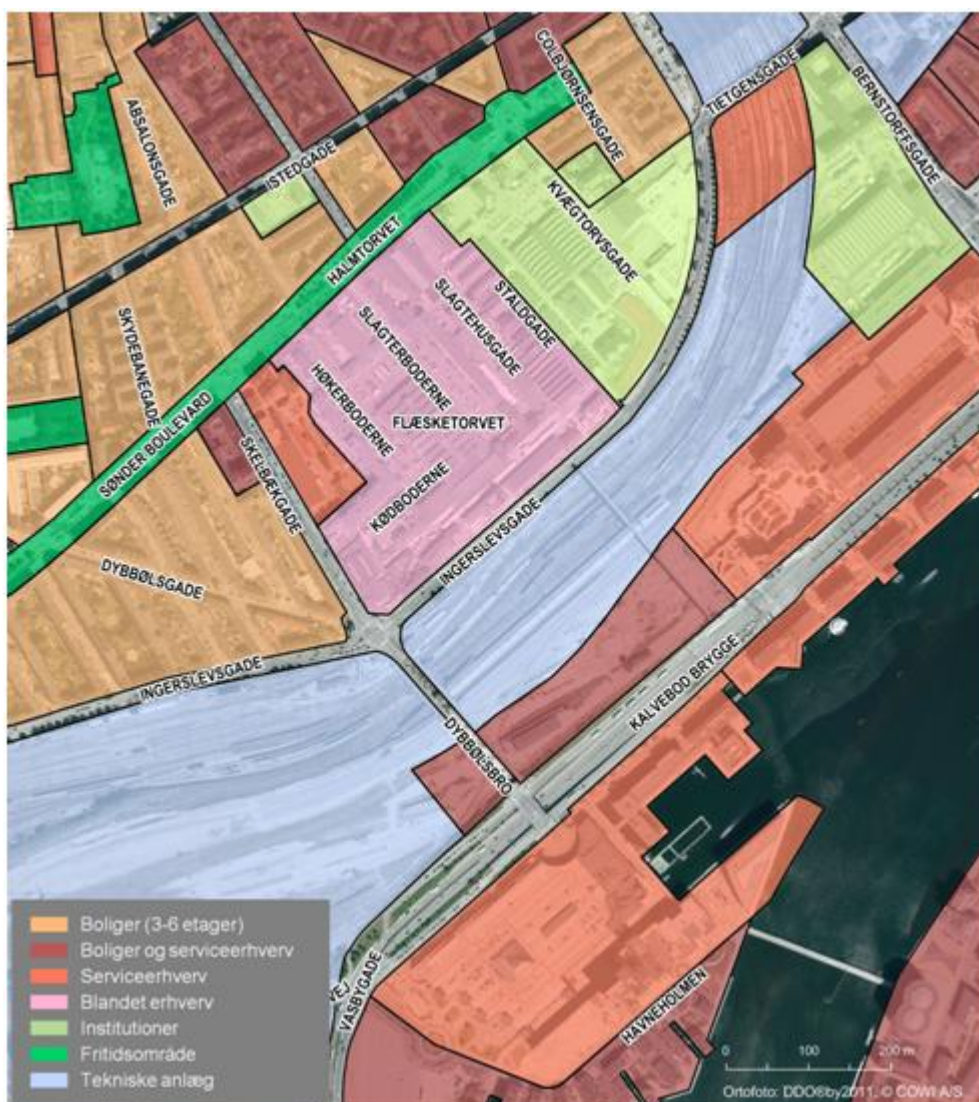 COLBJØRNSENSGADE
TIETGENSGADE
BERNSTORFFSGADE
ABSALONSGADE
ISTEDGADE
KVÆGTORVSGADE
HALMTORVET
STALDGADE
SLAGTEHUSGADE
SKYDEBANEGADE
SLAGTERBODERNE
HØKERBODERNE
FLÆSKETORVET
SØNDER BOULEVARD
SKELBÆKGADE
KØDBODERNE
INGERSLEVSGADE
DYBBØLSGADE
INGERSLEVSGADE
KALVEBOD BRYGGE
DYBBØLSBRO
Boliger (3-6 etager)
Boliger og serviceerhverv
Serviceerhverv
Blandet erhverv
Institutioner
Fritidsområde
Tekniske anlæg
VEJ
VASBYGADE
HAVNEHOLMEN
0 100 200 m
Ortofoto: DDO®by2011, © COWI A/S